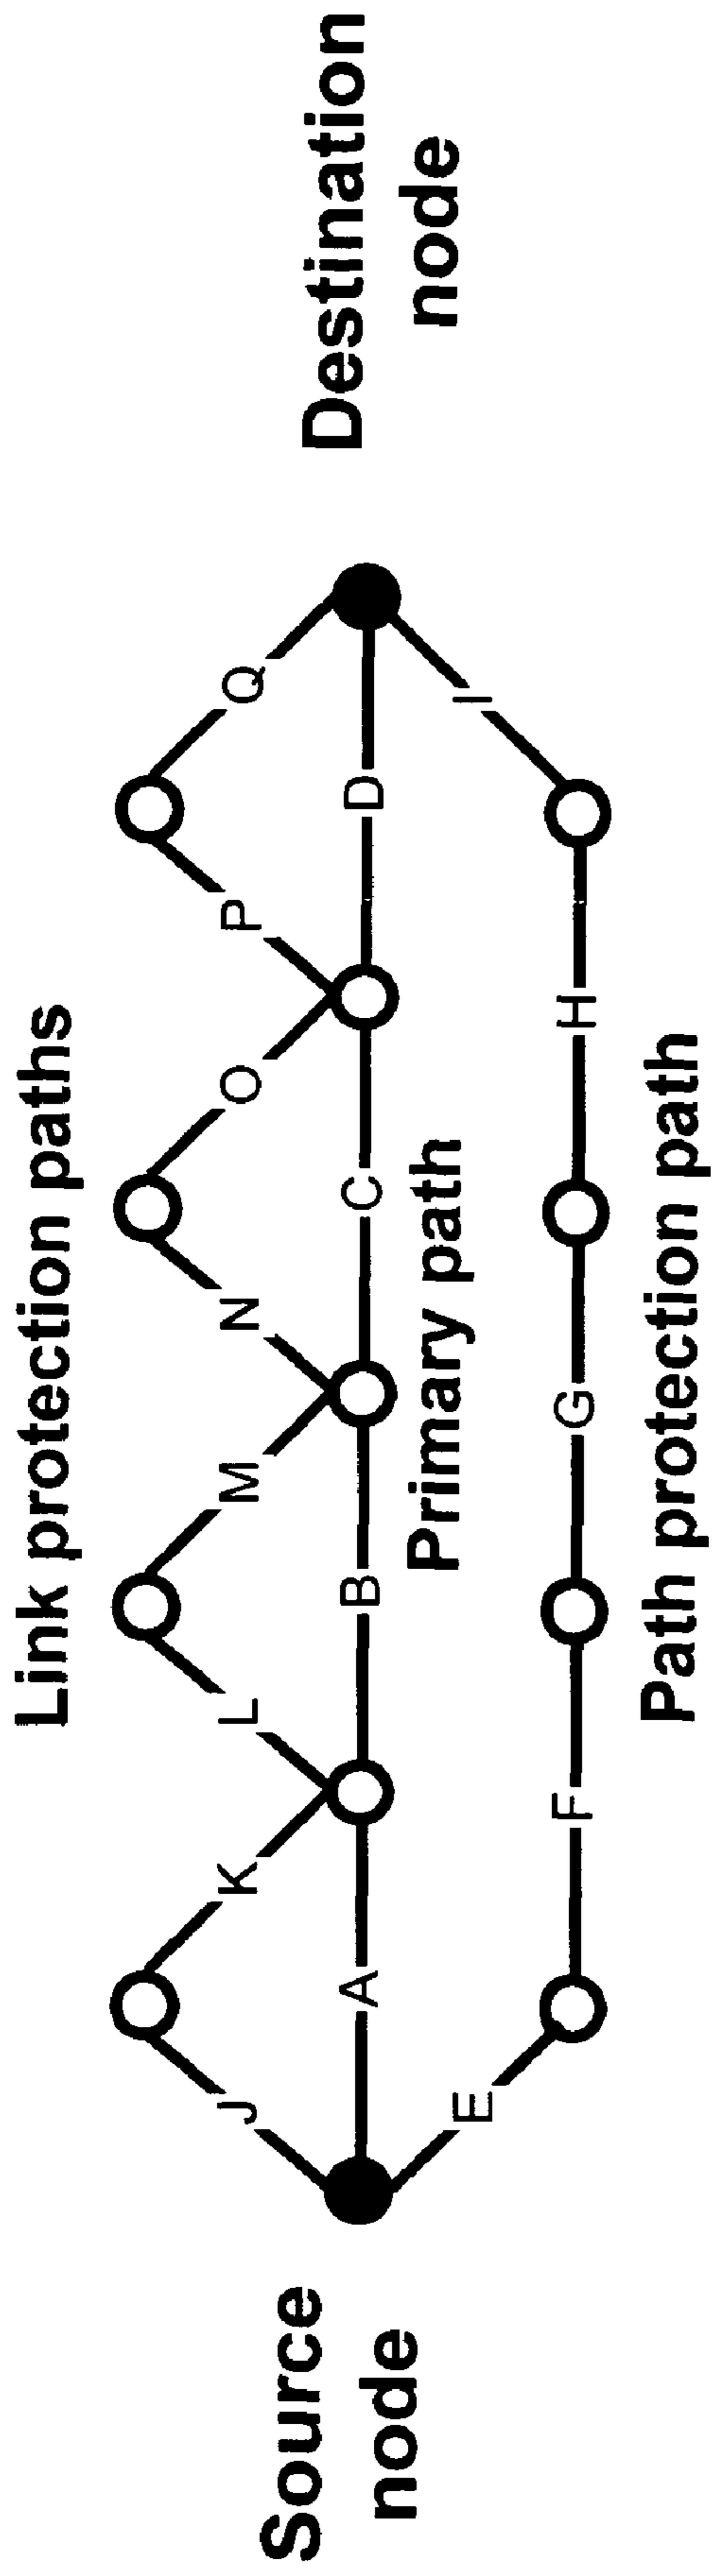 Link protection paths
J
K
L
M
N
O
P
Q
Source
node
A
B
C
D
Destination
node
Primary path
E
F
G
H
I
Path protection path